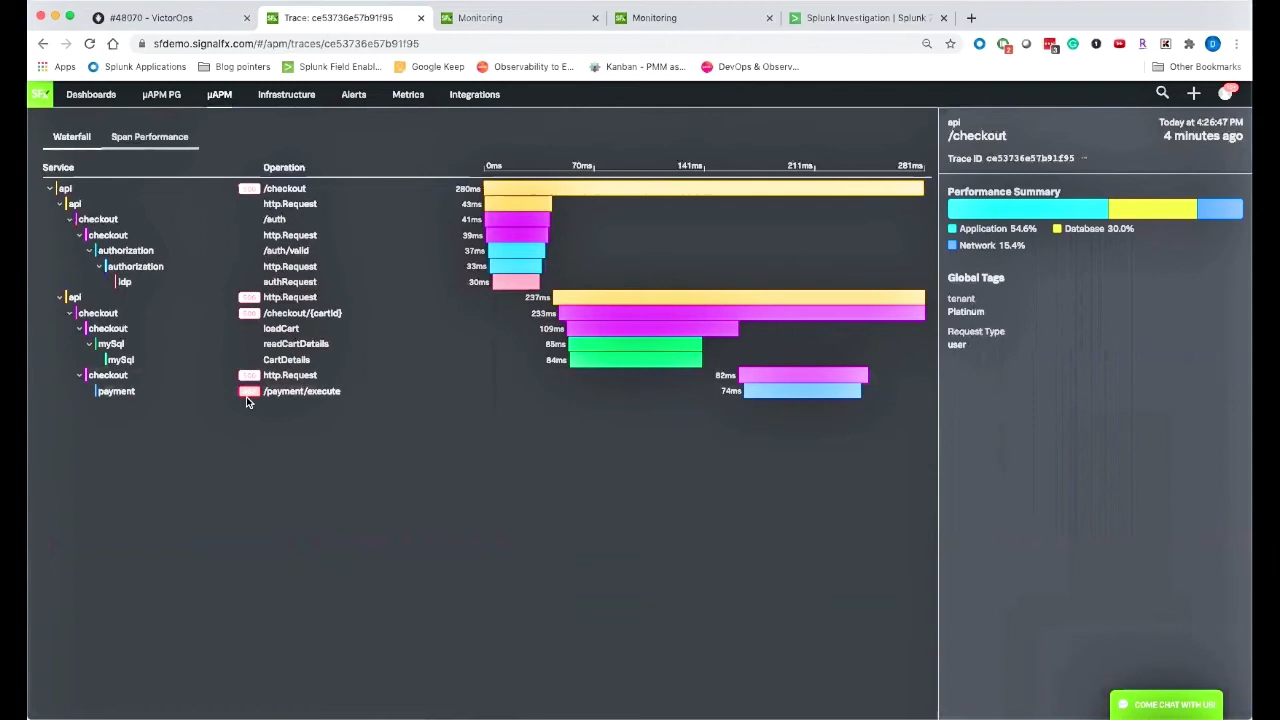 #48070 - VictorOps
Trace: ce53736e57b91f95
Monitoring
Monitoring
Splunk Investigation | Splunk 7
sfdemo.signalfx.com/#/apm/traces/ce53736e57b91f95
Apps
Splunk Applications
Blog pointers
Splunk Field Enabl...
Google Keep
Observability to E...
Kanban - PMM as...
DevOps & Observ...
Other Bookmarks
Dashboards
µAPM PG
µAPM
Infrastructure
Alerts
Metrics
Integrations
Waterfall
Span Performance
Service Operation 0ms 70ms 141ms 211ms 281ms
api 500 /checkout 280ms
api http.Request 43ms
checkout /auth 41ms
checkout http.Request 39ms
authorization /auth/valid 37ms
authorization http.Request 33ms
ldp authRequest 30ms
api 500 http.Request 237ms
checkout 500 /checkout/{cartId} 233ms
checkout loadCart 109ms
mySql readCartDetails 85ms
mySql CartDetails 84ms
checkout 500 http.Request 82ms
payment /payment/execute 74ms
api
Today at 4:26:47 PM
/checkout
4 minutes ago
Trace ID ce53736e57b91f95 ...
Performance Summary
Application 54.6%
Database 30.0%
Network 15.4%
Global Tags
tenant
Platinum
Request Type
user
COME CHAT WITH US!